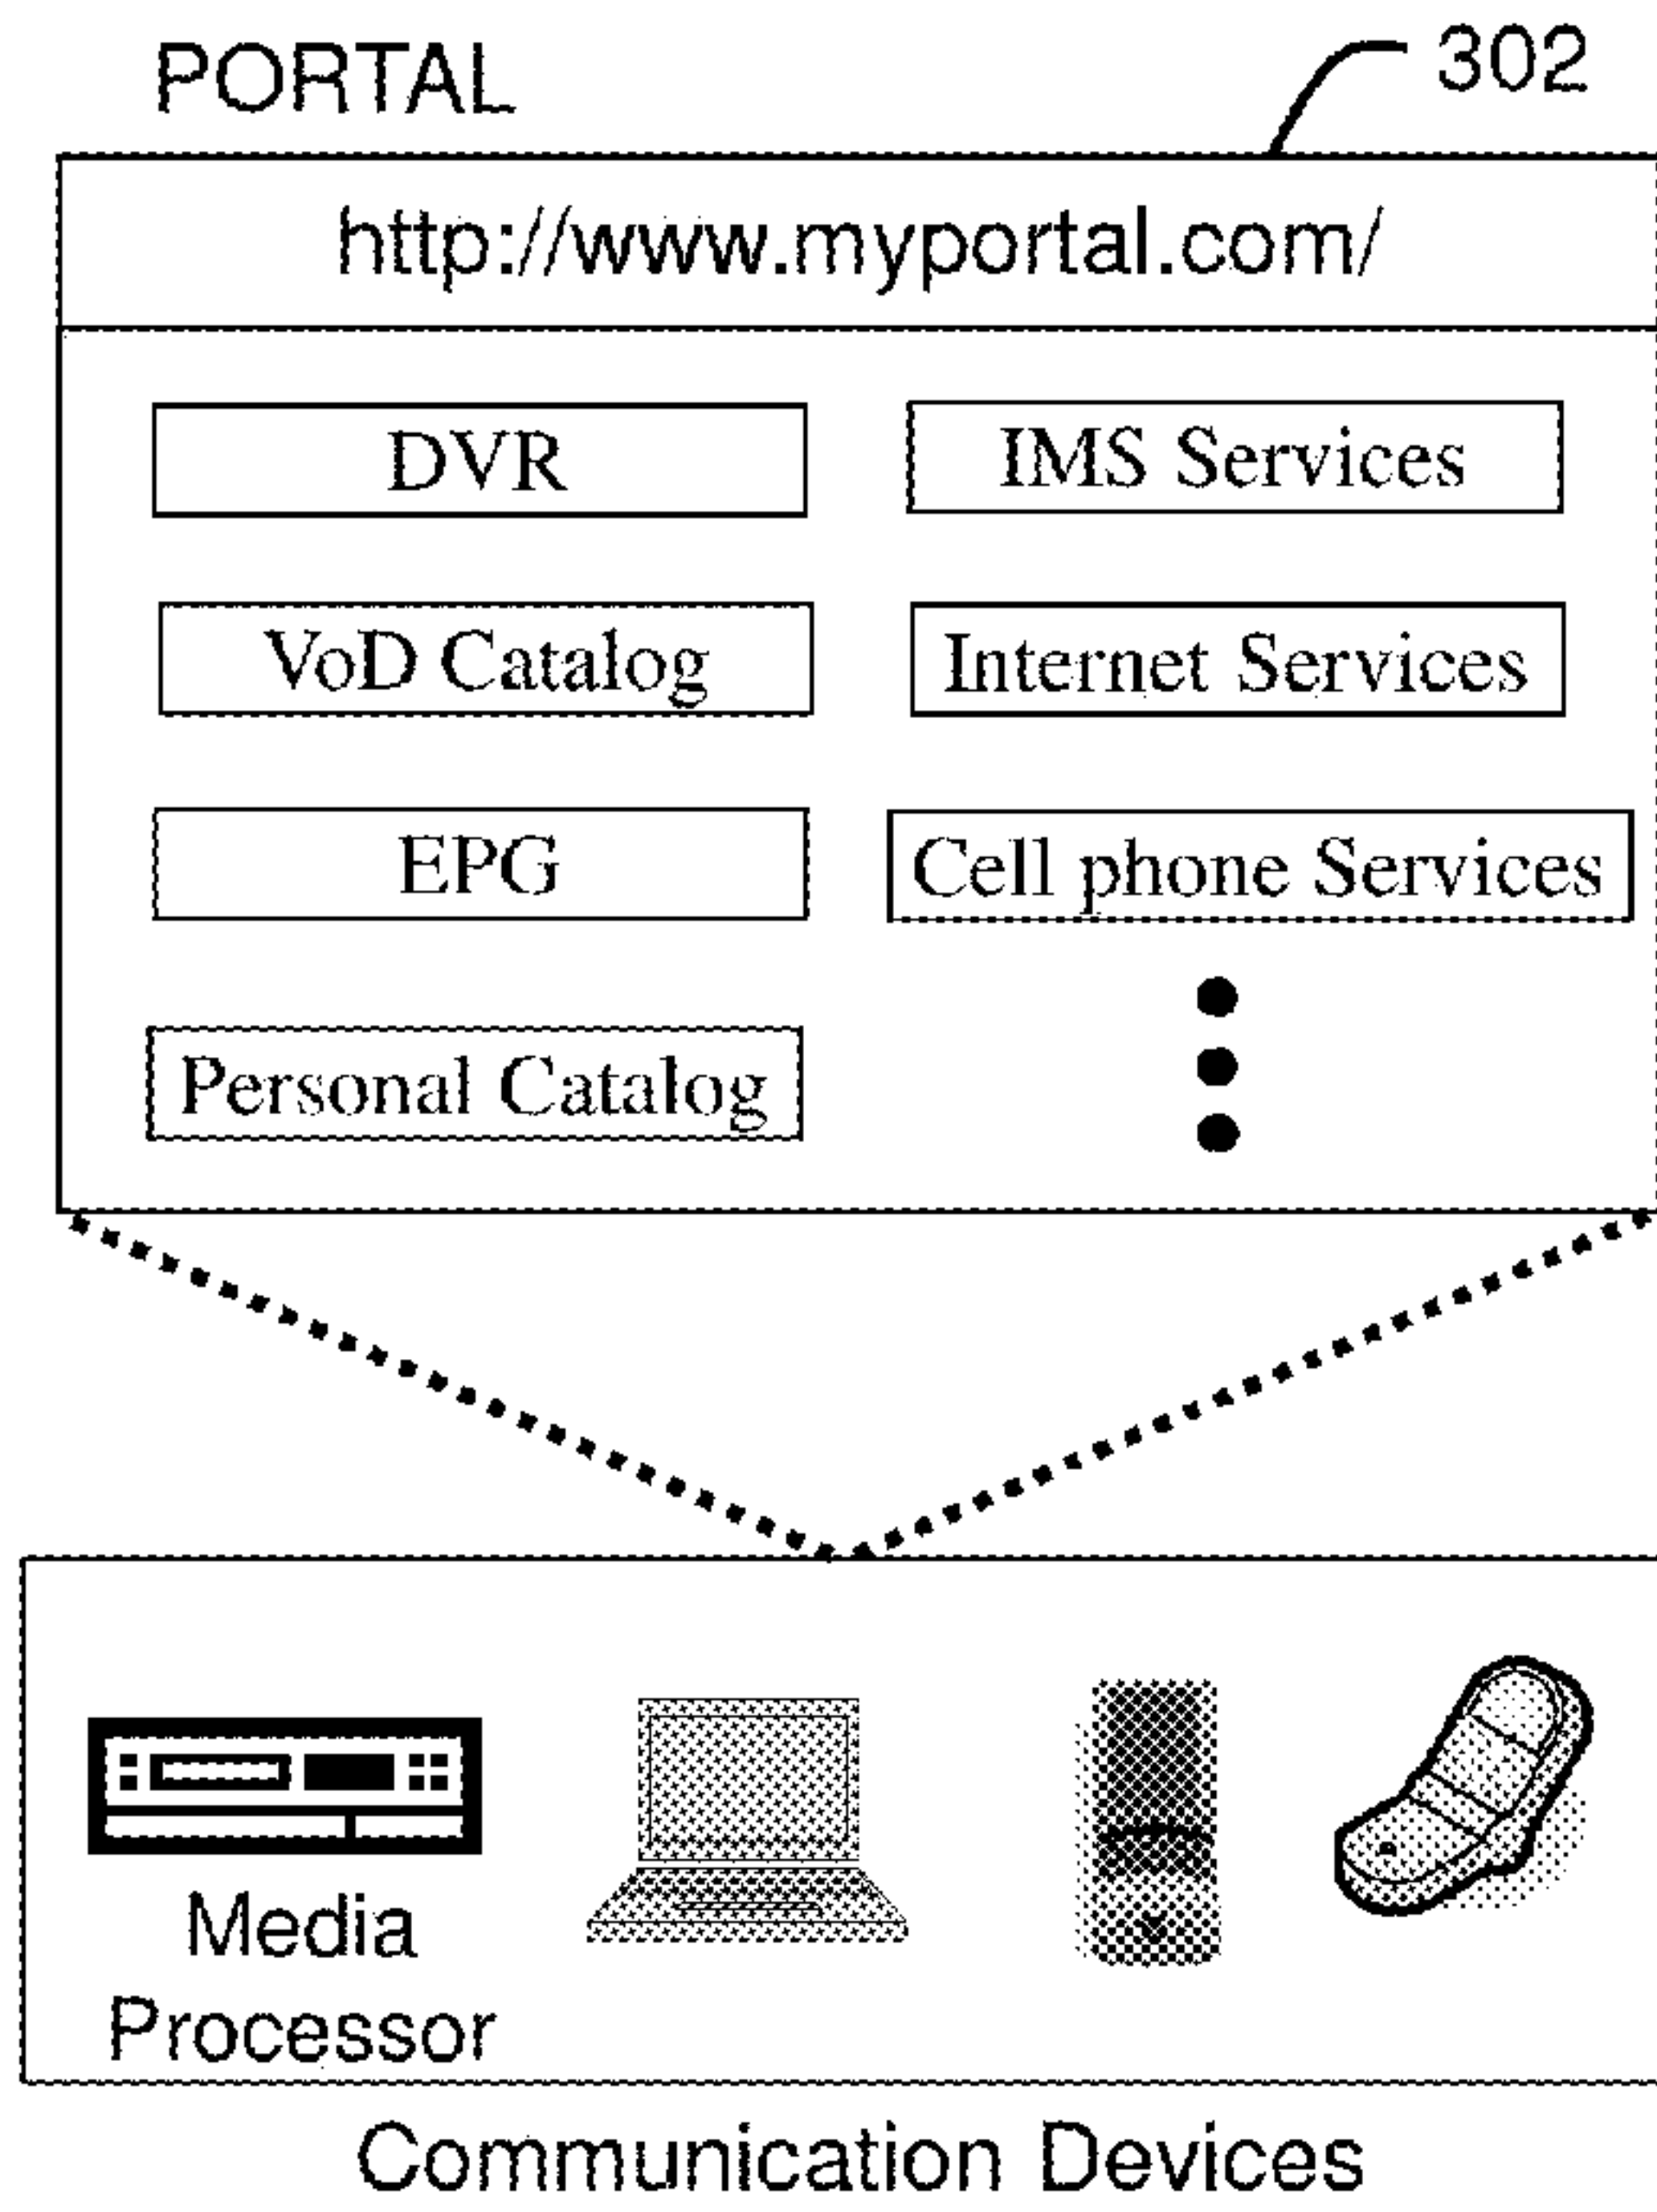 PORTAL
302
http://www.myportal.com/
DVR
IMS Services
VoD Catalog
Internet Services
EPG
Cell phone Services
Personal Catalog
Media
Processor
Communication Devices